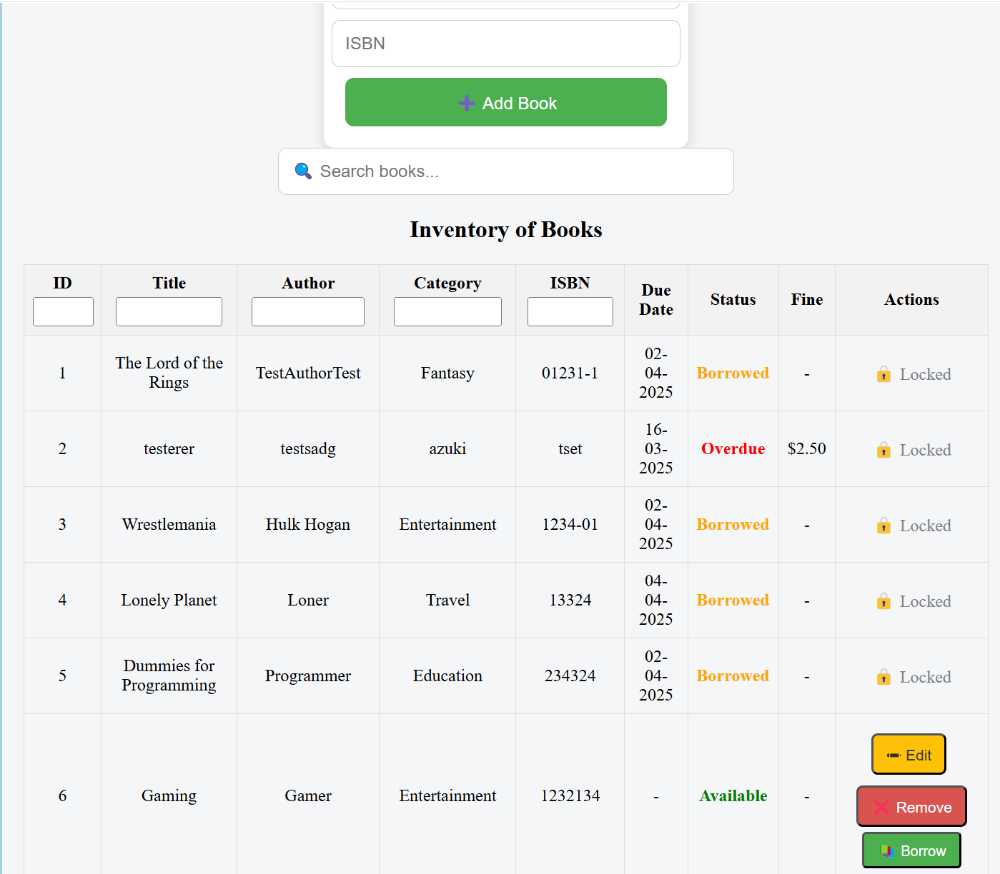 ISBN
Add Book
Search books...
Inventory of Books
ID Title Author Category ISBN Due Date Status Fine Actions
1 The Lord of the Rings TestAuthorTest Fantasy 01231-1 02-04-2025 Borrowed - Locked
2 testerer testsadg azuki tset 16-03-2025 Overdue $2.50 Locked
3 Wrestlemania Hulk Hogan Entertainment 1234-01 02-04-2025 Borrowed - Locked
4 Lonely Planet Loner Travel 13324 04-04-2025 Borrowed - Locked
5 Dummies for Programming Programmer Education 234324 02-04-2025 Borrowed - Locked
6 Gaming Gamer Entertainment 1232134 - Available - Edit
Remove
Borrow